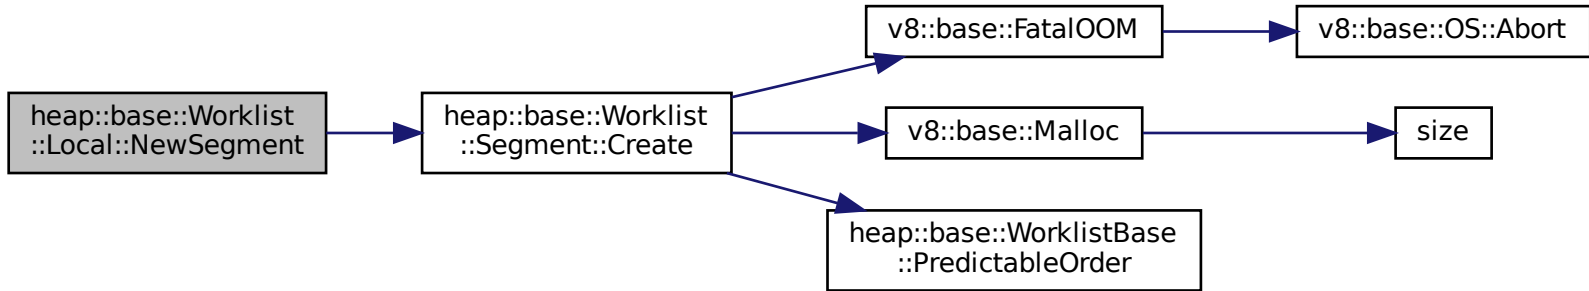 heap::base::Worklist
::Local::NewSegment
heap::base::Worklist
::Segment::Create
v8::base::FatalOOM
v8::base::OS::Abort
v8::base::Malloc
size
heap::base::WorklistBase
::PredictableOrder